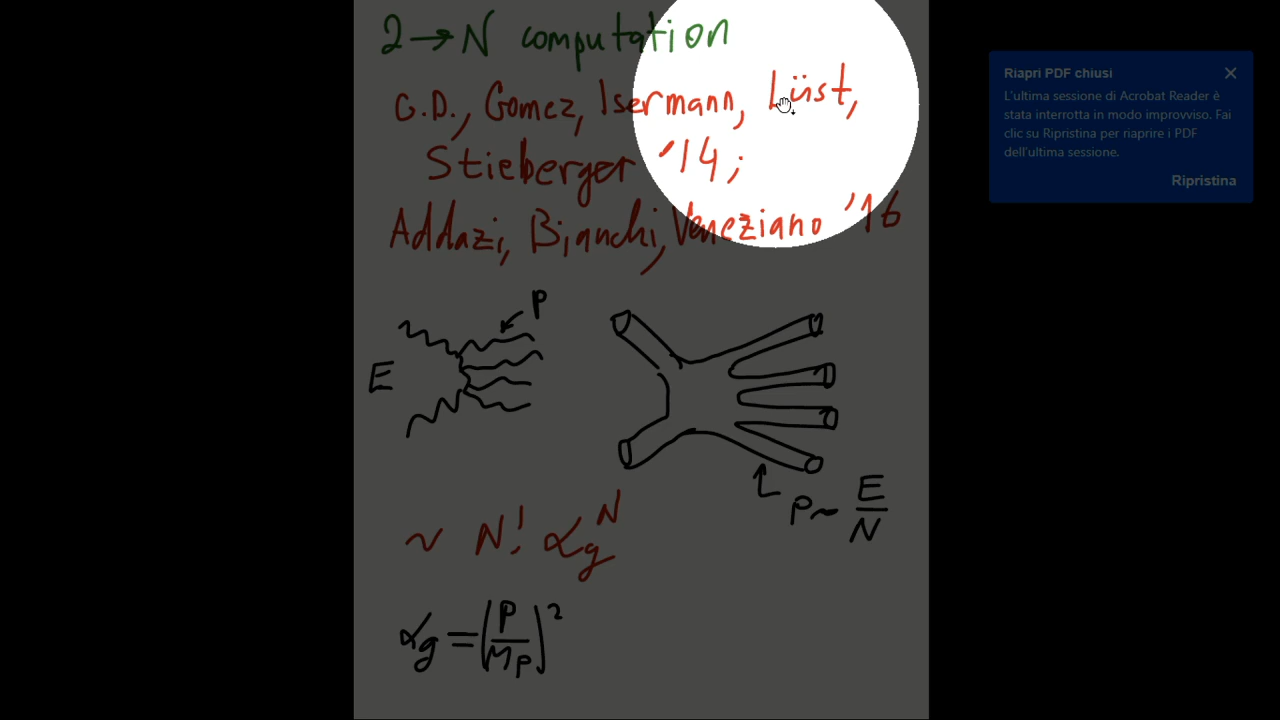 2→N computation
G.D., Gomez, Isermann, Lüst,
Stieberger '14;
Addazi, Bianchi, Veneziano '16
P
E
P ~ E/N
~ N! α_g^N
α_g = (P/M_P)^2
Riapri PDF chiusi
L'ultima sessione di Acrobat Reader è
stata interrotta in modo improvviso. Fai
clic su Ripristina per riaprire i PDF
dell'ultima sessione.
Ripristina